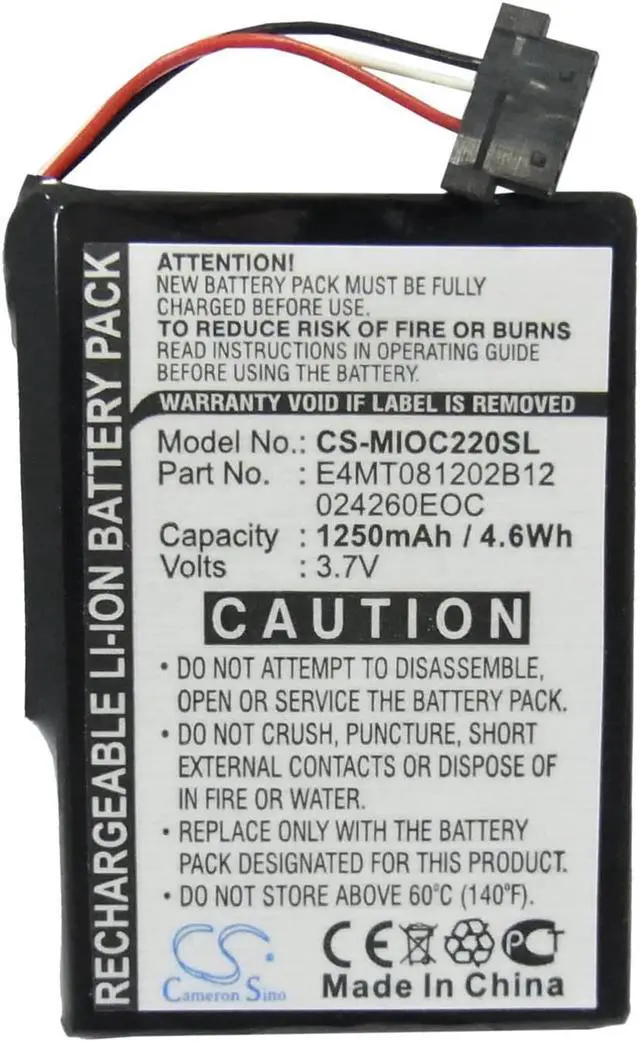 RECHARGEABLE LI-ION BATTERY PACK
ATTENTION!
NEW BATTERY PACK MUST BE FULLY
CHARGED BEFORE USE.
TO REDUCE RISK OF FIRE OR BURNS
READ INSTRUCTIONS IN OPERATING GUIDE
BEFORE USING THE BATTERY.
WARRANTY VOID IF LABEL IS REMOVED
Model No.: CS-MIOC220SL
Part No. : E4MT081202B12
024260EOC
Capacity : 1250mAh / 4.6Wh
Volts : 3.7V
CAUTION
• DO NOT ATTEMPT TO DISASSEMBLE,
OPEN OR SERVICE THE BATTERY PACK.
• DO NOT CRUSH, PUNCTURE, SHORT
EXTERNAL CONTACTS OR DISPOSE OF
IN FIRE OR WATER.
• REPLACE ONLY WITH THE BATTERY
PACK DESIGNATED FOR THIS PRODUCT.
• DO NOT STORE ABOVE 60°C (140°F).
CS
Cameron Sino
CE PCT
Made In China